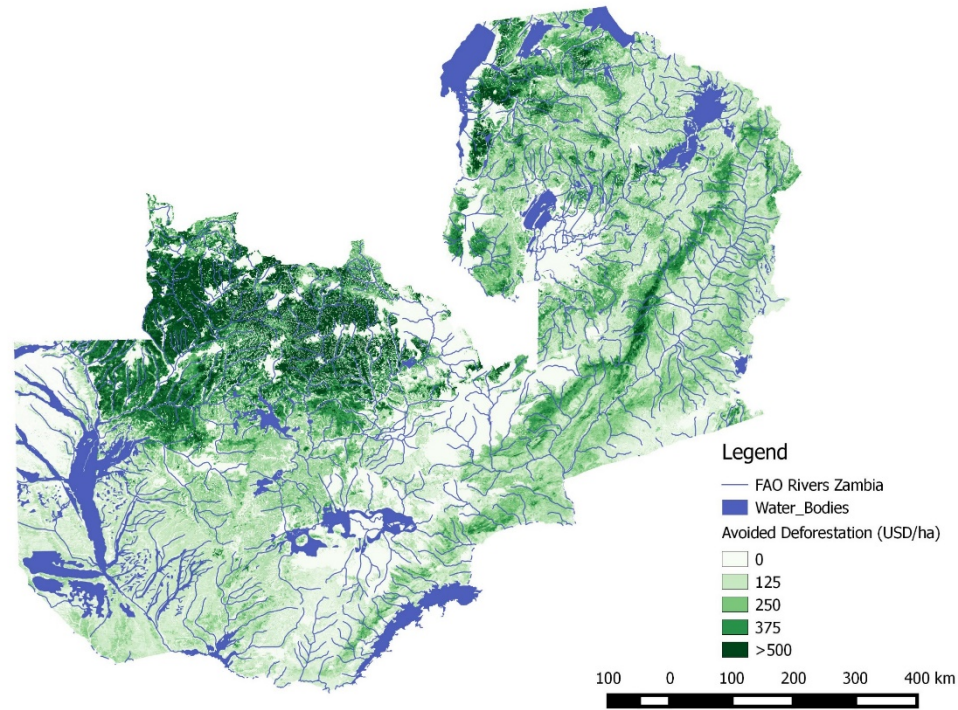 Legend
FAO Rivers Zambia
Water_Bodies
Avoided Deforestation (USD/ha)
0
125
250
375
>500
100 0 100 200 300 400 km